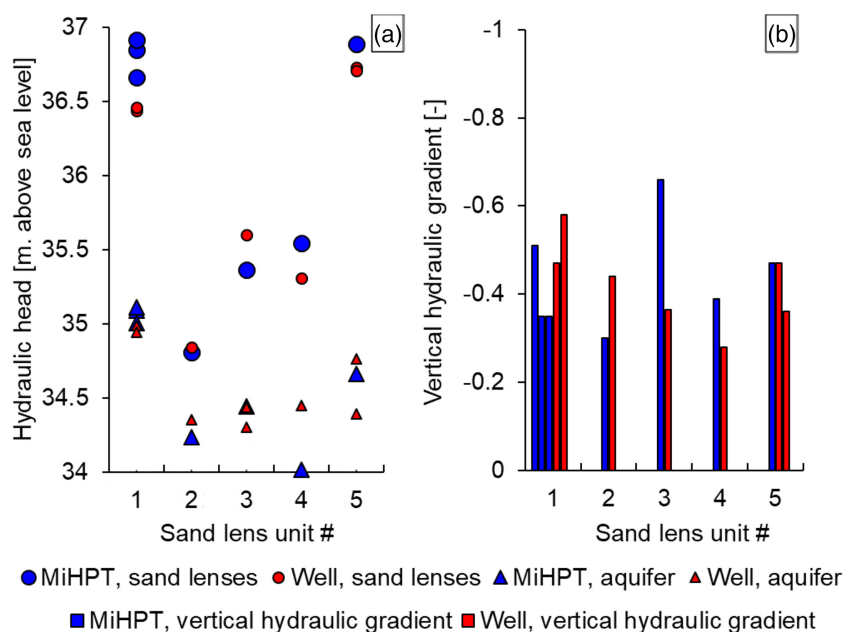 (a)
Hydraulic head [m. above sea level]
37
36.5
36
35.5
35
34.5
34
1 2 3 4 5
Sand lens unit #
(b)
Vertical hydraulic gradient [-]
-1
-0.8
-0.6
-0.4
-0.2
0
1 2 3 4 5
Sand lens unit #
MiHPT, sand lenses Well, sand lenses MiHPT, aquifer Well, aquifer
MiHPT, vertical hydraulic gradient Well, vertical hydraulic gradient